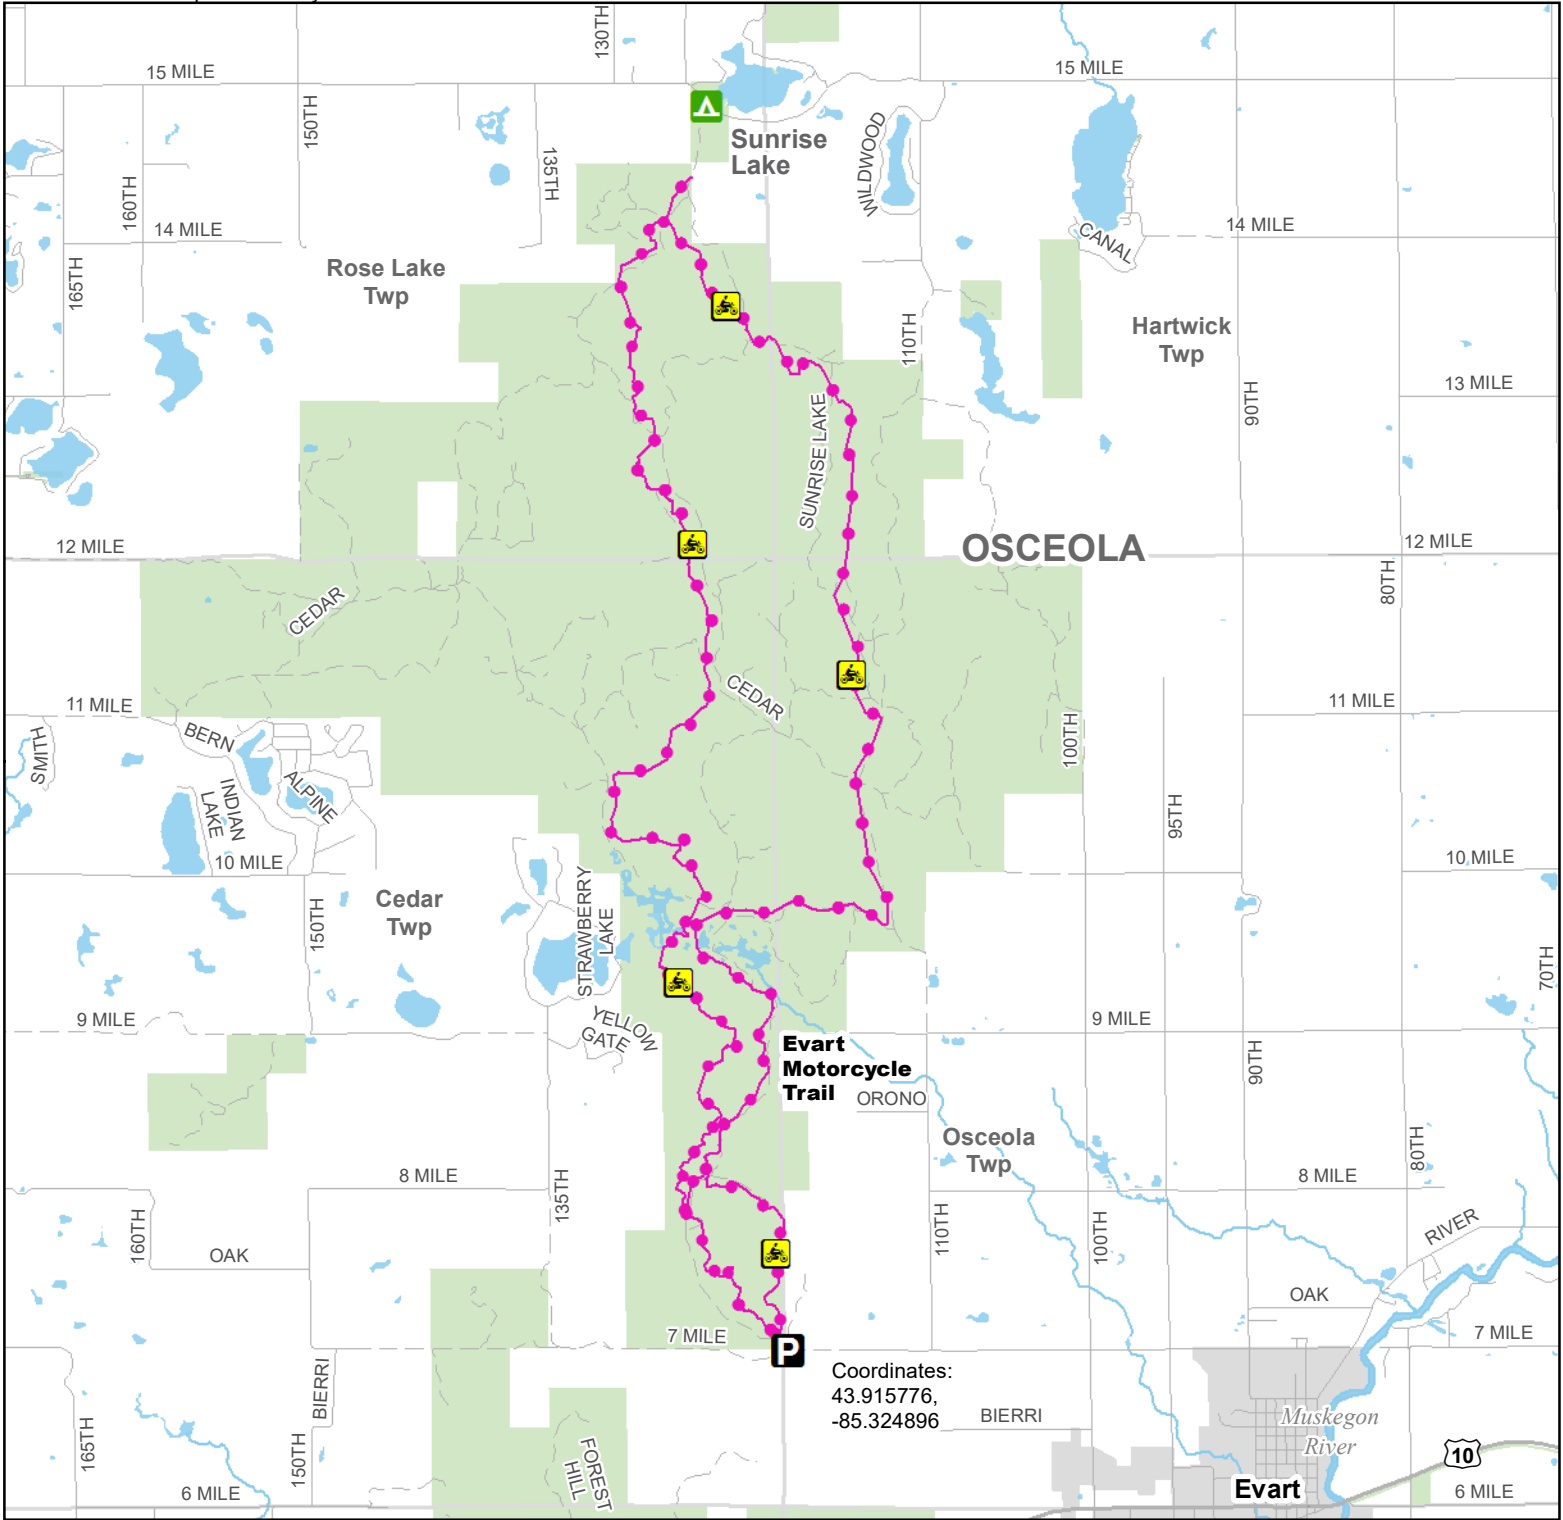 130TH
15 MILE
15 MILE
150TH
135TH
Sunrise
Lake
WILDWOOD
160TH
14 MILE
14 MILE
CANAL
165TH
Rose Lake
Twp
110TH
Hartwick
Twp
13 MILE
90TH
SUNRISE LAKE
12 MILE
OSCEOLA
12 MILE
80TH
CEDAR
CEDAR
11 MILE
11 MILE
BERN
SMITH
100TH
INDIAN
LAKE
ALPINE
95TH
10 MILE
10 MILE
STRAWBERRY
LAKE
Cedar
Twp
150TH
70TH
9 MILE
YELLOW
GATE
9 MILE
Evart
Motorcycle
Trail
90TH
ORONO
Osceola
Twp
80TH
8 MILE
8 MILE
135TH
160TH
110TH
100TH
RIVER
OAK
OAK
7 MILE
7 MILE
P
Coordinates:
43.915776,
-85.324896
BIERRI
BIERRI
Muskegon
River
165TH
150TH
FOREST
HILL
10
Evart
6 MILE
6 MILE